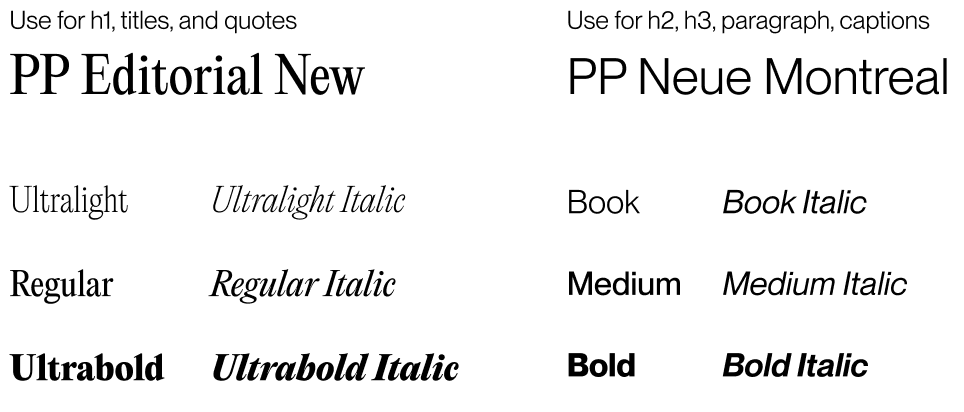 Use for h1, titles, and quotes
PP Editorial New
Ultralight
Ultralight Italic
Regular
Regular Italic
Ultrabold
Ultrabold Italic
Use for h2, h3, paragraph, captions
PP Neue Montreal
Book
Book Italic
Medium
Medium Italic
Bold
Bold Italic